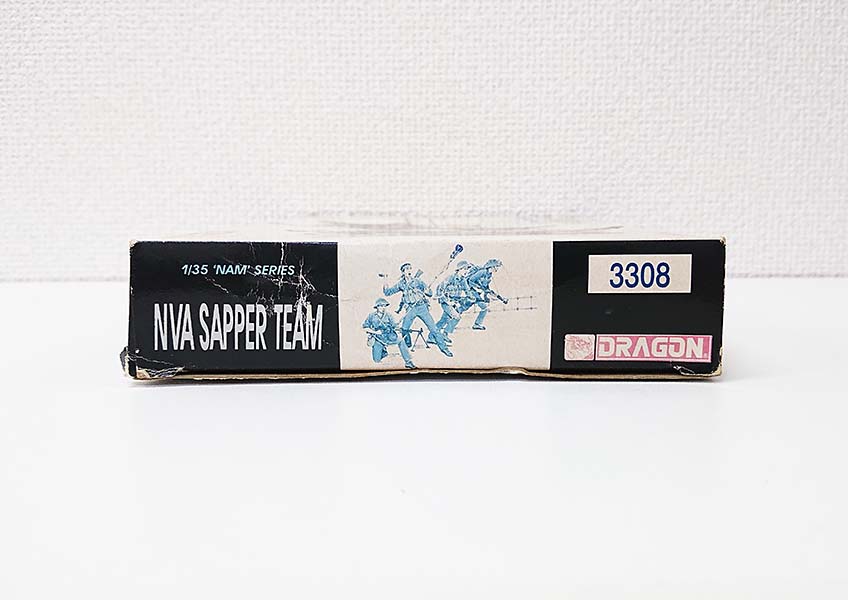 1/35 'NAM' SERIES
NVA SAPPER TEAM
3308
DRAGON